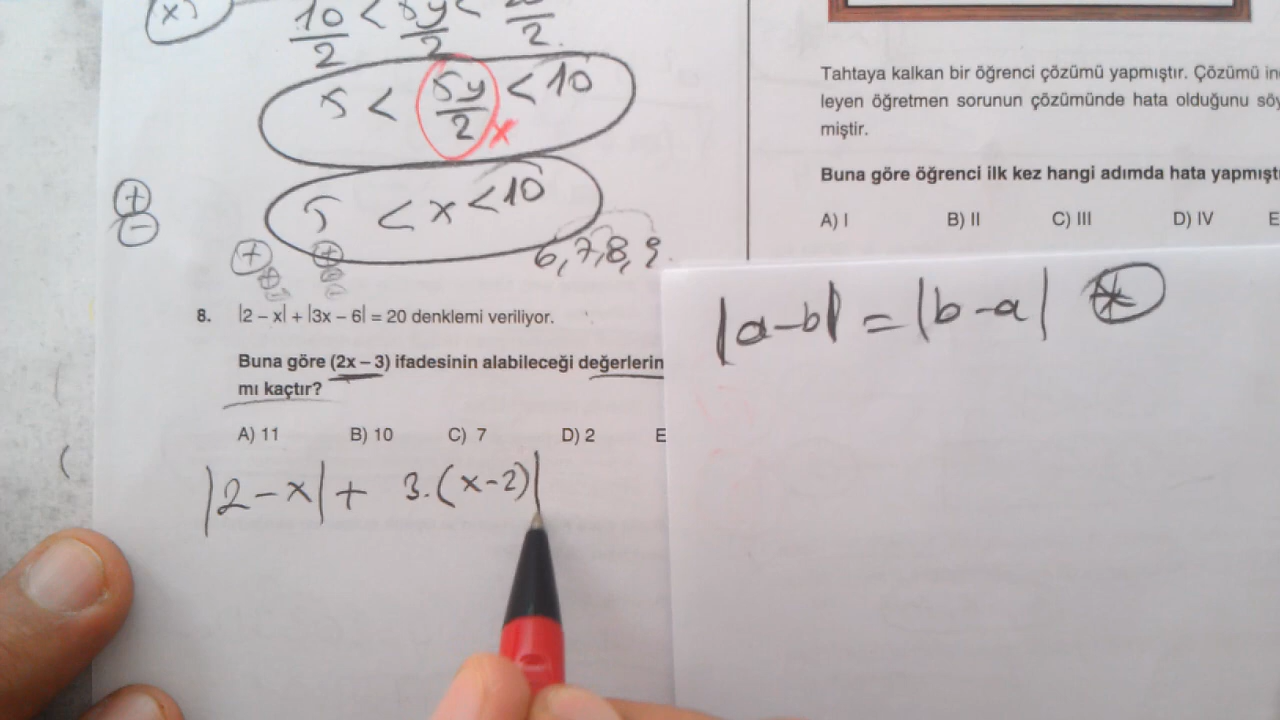 x>
10/2 < 5y/2 < 20/2
5 < 5y/2 < 10
x
5 < x < 10
+
-
+
+
6, 7, 8, 9
8. |2 – x| + |3x – 6| = 20 denklemi veriliyor.
Buna göre (2x – 3) ifadesinin alabileceği değerlerin
mı kaçtır?
A) 11 B) 10 C) 7 D) 2 E
|2-x| + 3.(x-2)|
Tahtaya kalkan bir öğrenci çözümü yapmıştır. Çözümü in
leyen öğretmen sorunun çözümünde hata olduğunu söy
miştir.
Buna göre öğrenci ilk kez hangi adımda hata yapmışt
A) I B) II C) III D) IV E
|a-b| = |b-a| *